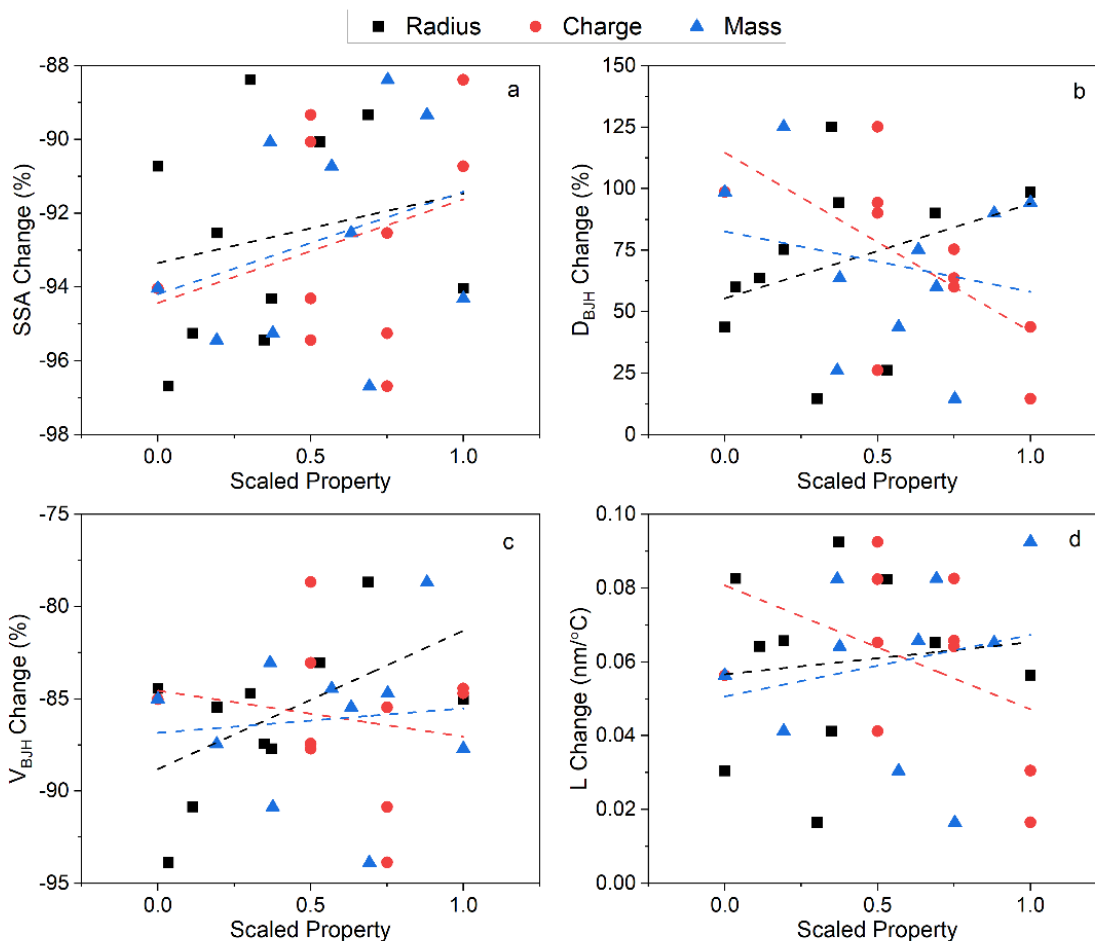 Radius Charge Mass
a
SSA Change (%)
-88
-90
-92
-94
-96
-98
0.0 0.5 1.0
Scaled Property
b
D_BJH Change (%)
150
125
100
75
50
25
0
0.0 0.5 1.0
Scaled Property
c
V_BJH Change (%)
-75
-80
-85
-90
-95
0.0 0.5 1.0
Scaled Property
d
L Change (nm/°C)
0.10
0.08
0.06
0.04
0.02
0.00
0.0 0.5 1.0
Scaled Property